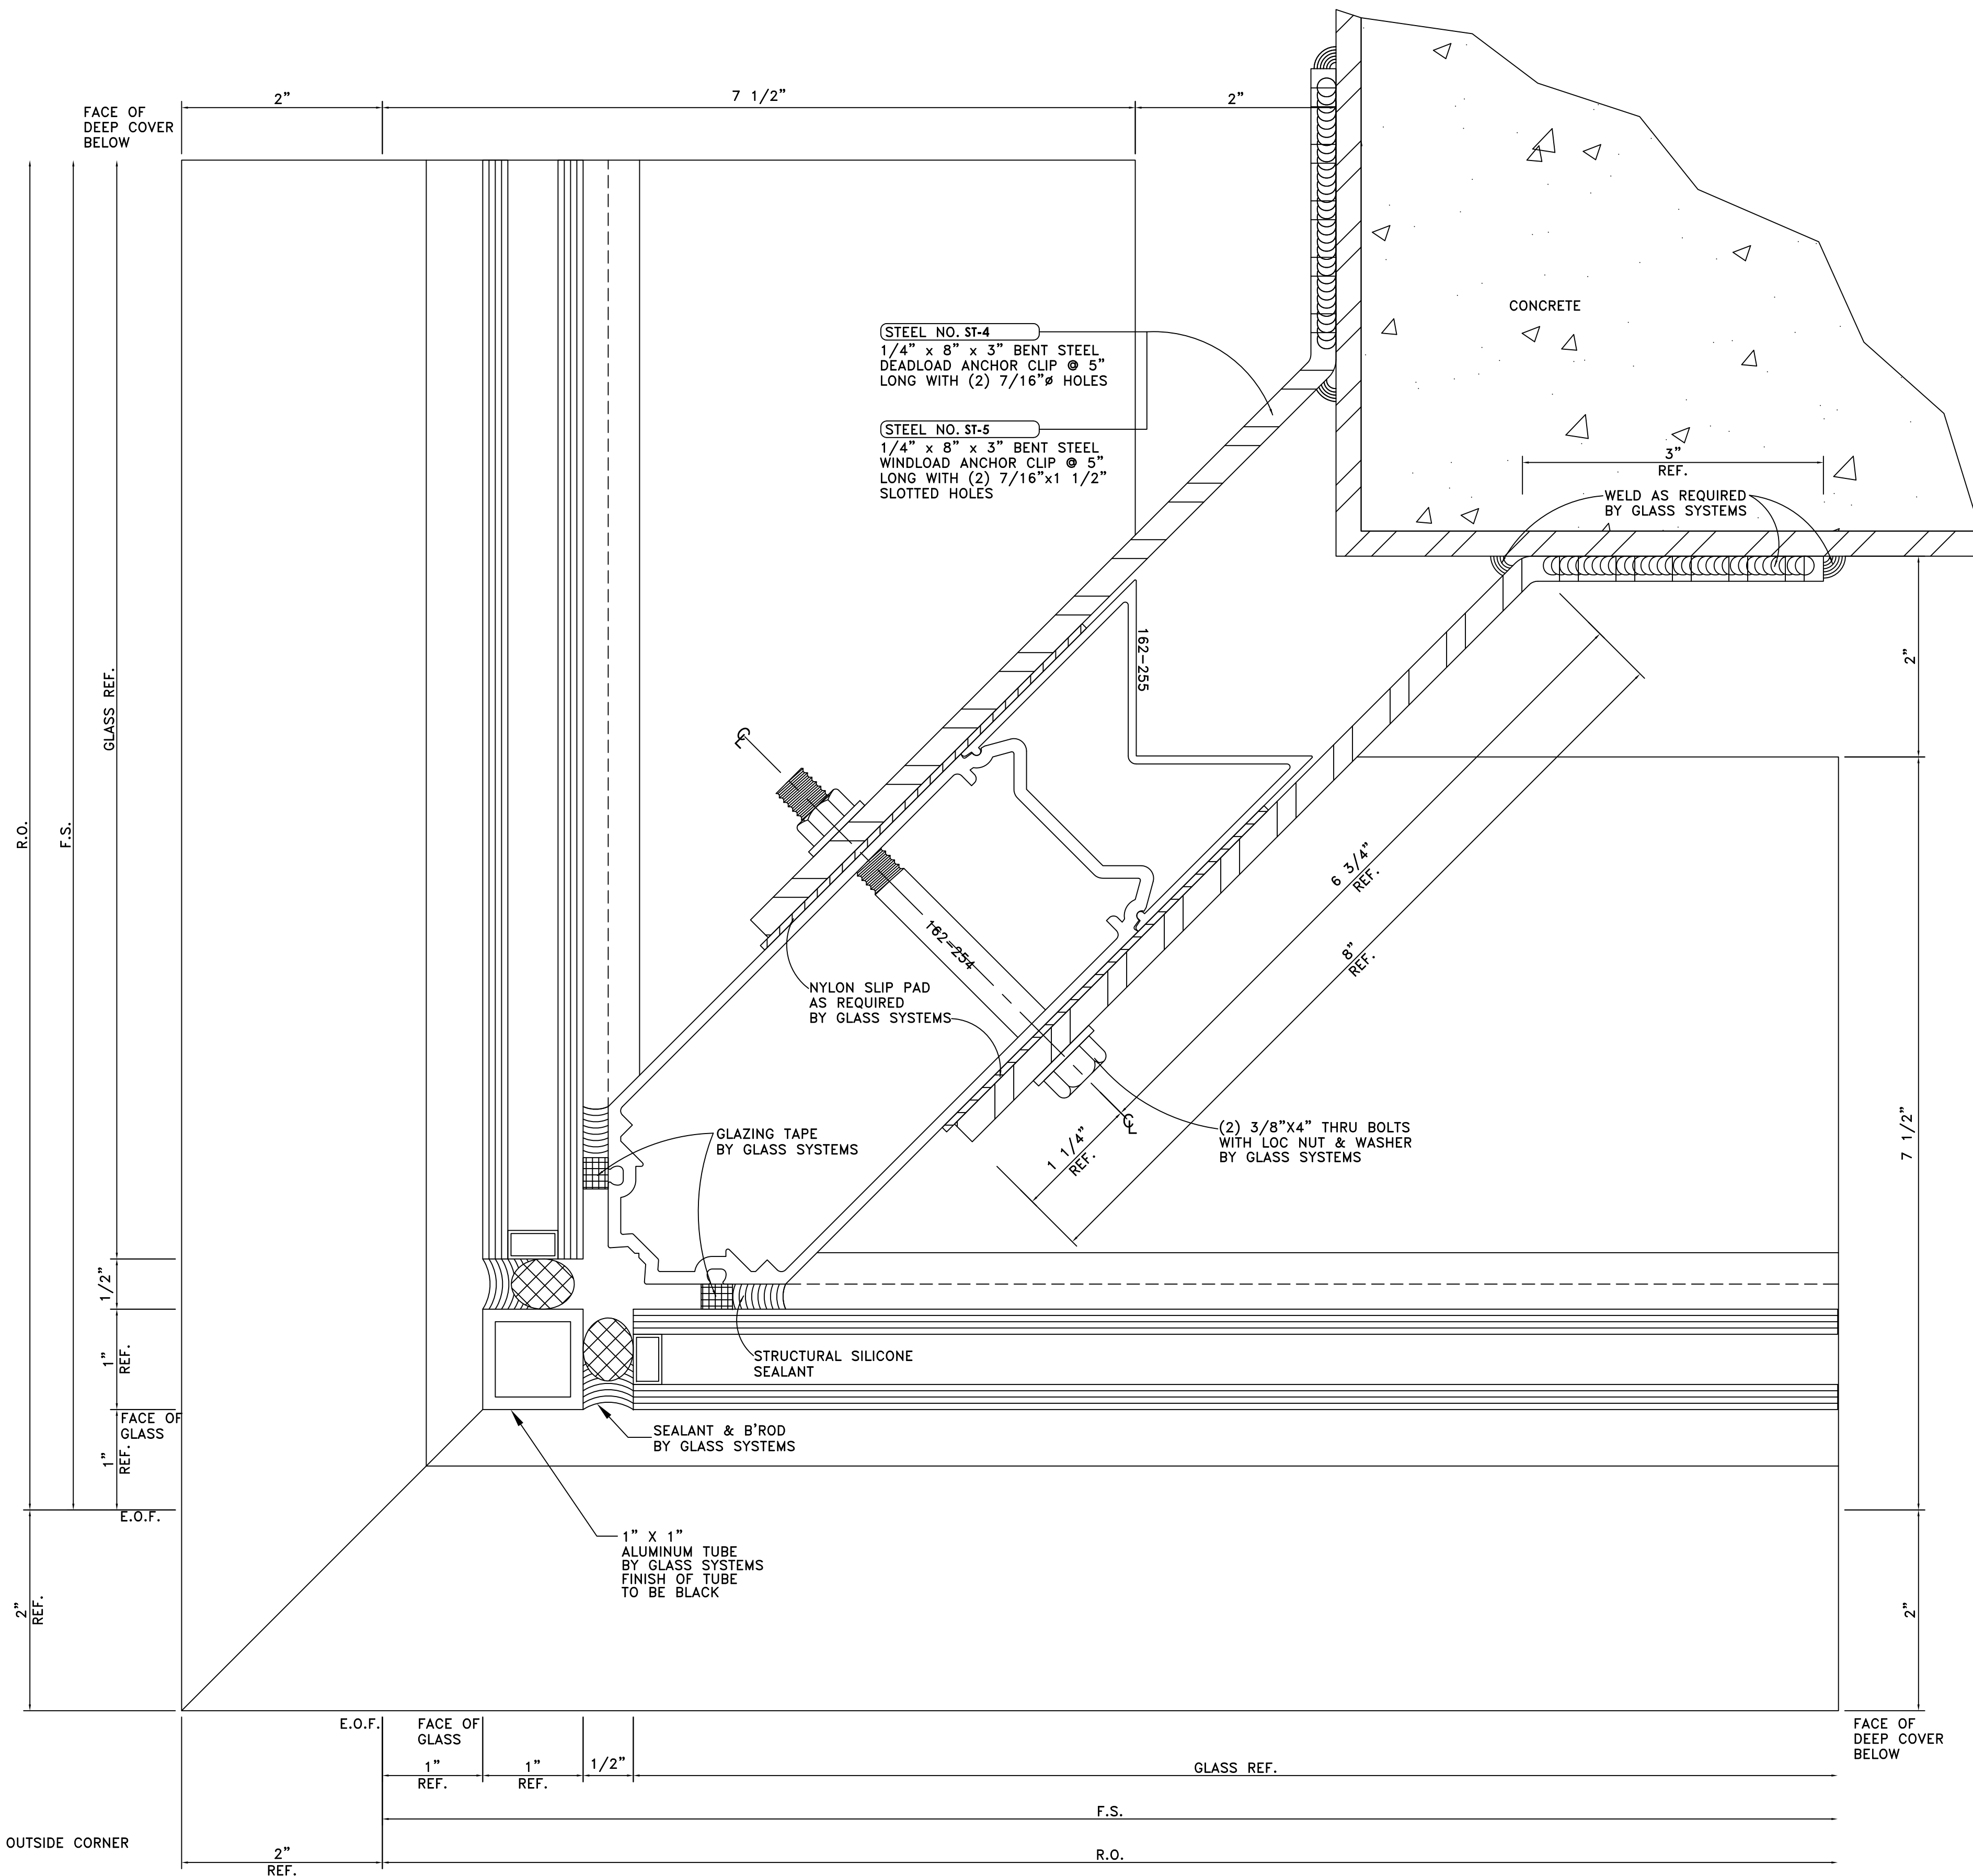 2”
7 1/2”
2”
FACE OF
DEEP COVER
BELOW
CONCRETE
STEEL NO. ST-4
1/4” x 8” x 3” BENT STEEL
DEADLOAD ANCHOR CLIP @ 5”
LONG WITH (2) 7/16”ø HOLES
STEEL NO. ST-5
1/4” x 8” x 3” BENT STEEL
WINDLOAD ANCHOR CLIP @ 5”
LONG WITH (2) 7/16”x1 1/2”
SLOTTED HOLES
3”
REF.
WELD AS REQUIRED
BY GLASS SYSTEMS
162-255
2”
GLASS REF.
F.S.
R.O.
℄
162-254
6 3/4”
REF.
8”
REF.
NYLON SLIP PAD
AS REQUIRED
BY GLASS SYSTEMS
℄
1 1/4”
REF.
(2) 3/8”X4” THRU BOLTS
WITH LOC NUT & WASHER
BY GLASS SYSTEMS
7 1/2”
GLAZING TAPE
BY GLASS SYSTEMS
1/2”
1”
REF.
STRUCTURAL SILICONE
SEALANT
FACE OF
GLASS
1”
REF.
SEALANT & B’ROD
BY GLASS SYSTEMS
E.O.F.
1” X 1”
ALUMINUM TUBE
BY GLASS SYSTEMS
FINISH OF TUBE
TO BE BLACK
2”
REF.
2”
E.O.F.
FACE OF
GLASS
FACE OF
DEEP COVER
BELOW
1”
REF.
1”
REF.
1/2”
GLASS REF.
F.S.
OUTSIDE CORNER
2”
REF.
R.O.